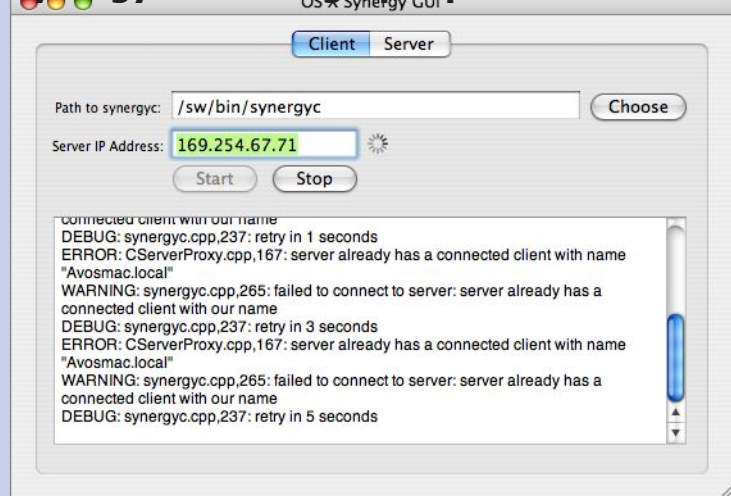 OS X Synergy GUI
Client Server
Path to synergyc: /sw/bin/synergyc Choose
Server IP Address: 169.254.67.71
Start Stop
connected client with our name
DEBUG: synergyc.cpp,237: retry in 1 seconds
ERROR: CServerProxy.cpp,167: server already has a connected client with name
"Avosmac.local"
WARNING: synergyc.cpp,265: failed to connect to server: server already has a
connected client with our name
DEBUG: synergyc.cpp,237: retry in 3 seconds
ERROR: CServerProxy.cpp,167: server already has a connected client with name
"Avosmac.local"
WARNING: synergyc.cpp,265: failed to connect to server: server already has a
connected client with our name
DEBUG: synergyc.cpp,237: retry in 5 seconds